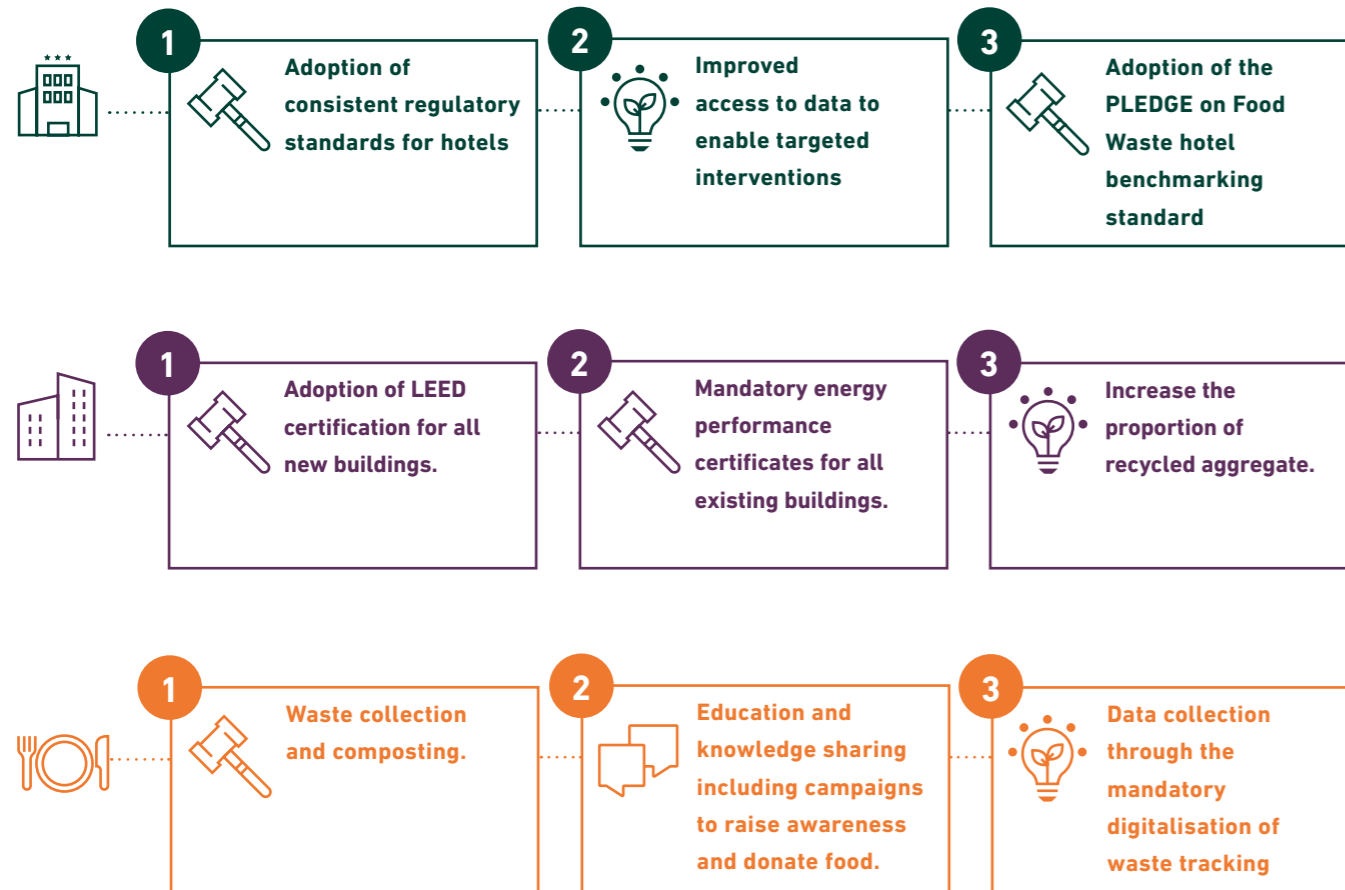 1
Adoption of
consistent regulatory
standards for hotels
2
Improved
access to data to
enable targeted
interventions
3
Adoption of the
PLEDGE on Food
Waste hotel
benchmarking
standard
1
Adoption of LEED
certification for all
new buildings.
2
Mandatory energy
performance
certificates for all
existing buildings.
3
Increase the
proportion of
recycled aggregate.
1
Waste collection
and composting.
2
Education and
knowledge sharing
including campaigns
to raise awareness
and donate food.
3
Data collection
through the
mandatory
digitalisation of
waste tracking